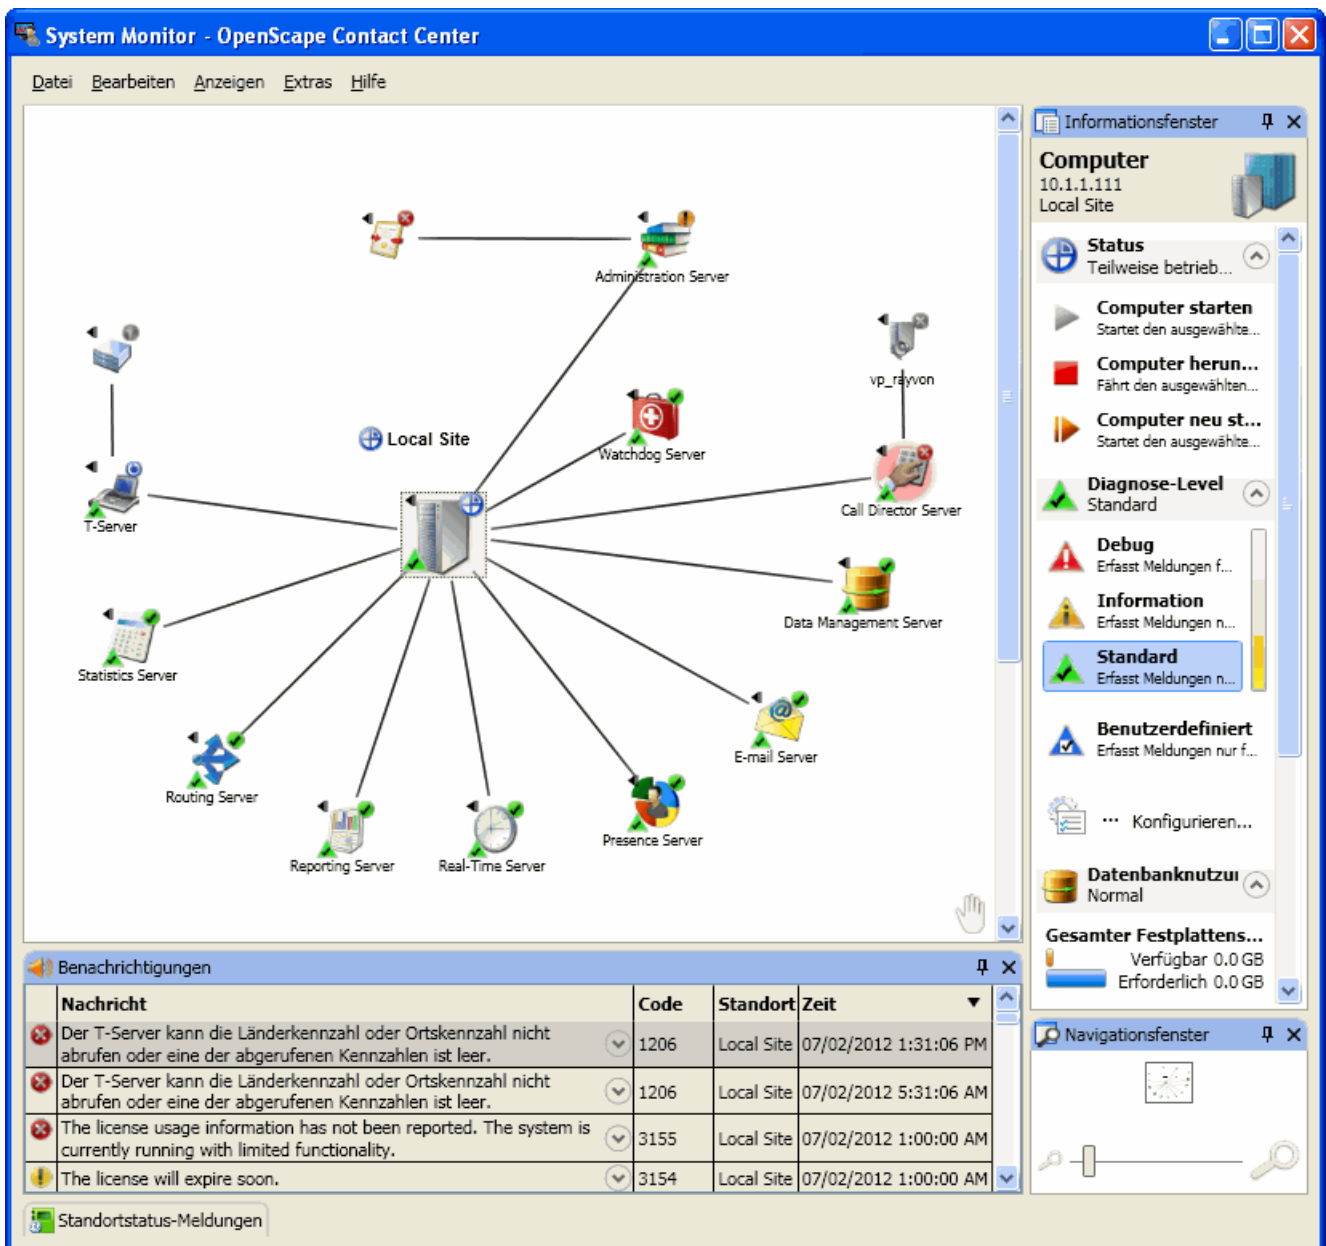 System Monitor - OpenScape Contact Center
Datei Bearbeiten Anzeigen Extras Hilfe
Administration Server
vp_rayvon
Watchdog Server
Local Site
Call Director Server
T-Server
Data Management Server
Statistics Server
E-mail Server
Routing Server
Presence Server
Reporting Server
Real-Time Server
Informationsfenster
Computer
10.1.1.111
Local Site
Status
Teilweise betrieb...
Computer starten
Startet den ausgewählte...
Computer herun...
Fährt den ausgewählten...
Computer neu st...
Startet den ausgewählte...
Diagnose-Level
Standard
Debug
Erfasst Meldungen f...
Information
Erfasst Meldungen n...
Standard
Erfasst Meldungen n...
Benutzerdefiniert
Erfasst Meldungen nur f...
... Konfigurieren...
Datenbanknutzu
Normal
Gesamter Festplattens...
Verfügbar 0.0 GB
Erforderlich 0.0 GB
Benachrichtigungen
Nachricht Code Standort Zeit
Der T-Server kann die Länderkennzahl oder Ortskennzahl nicht
abrufen oder eine der abgerufenen Kennzahlen ist leer. 1206 Local Site 07/02/2012 1:31:06 PM
Der T-Server kann die Länderkennzahl oder Ortskennzahl nicht
abrufen oder eine der abgerufenen Kennzahlen ist leer. 1206 Local Site 07/02/2012 5:31:06 AM
The license usage information has not been reported. The system is
currently running with limited functionality. 3155 Local Site 07/02/2012 1:00:00 AM
The license will expire soon. 3154 Local Site 07/02/2012 1:00:00 AM
Standortstatus-Meldungen
Navigationsfenster